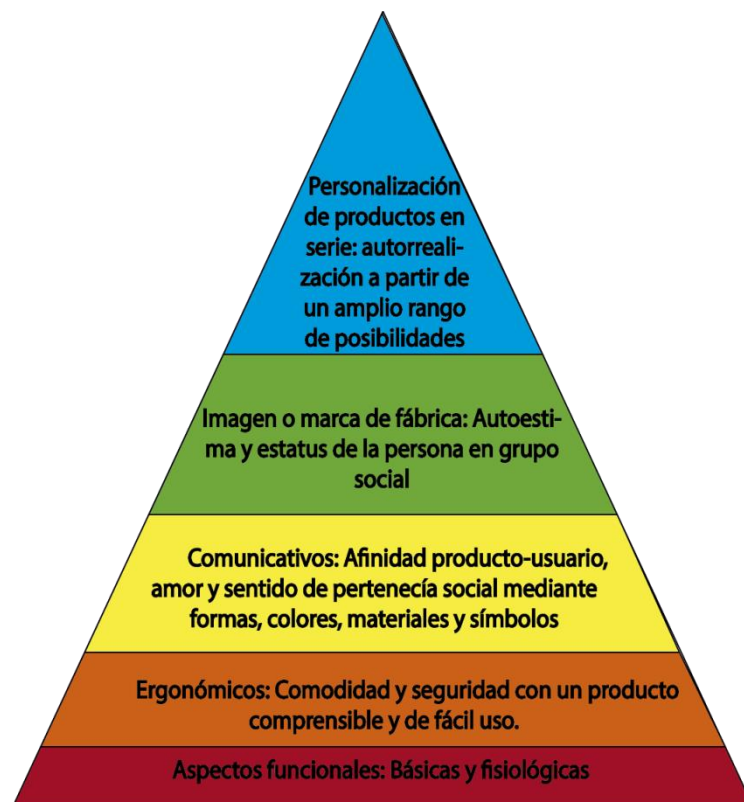 Personalización
de productos en
serie: autorreali-
zación a partir de
un amplio rango
de posibilidades
Imagen o marca de fábrica: Autoesti-
ma y estatus de la persona en grupo
social
Comunicativos: Afinidad producto-usuario,
amor y sentido de pertenecía social mediante
formas, colores, materiales y símbolos
Ergonómicos: Comodidad y seguridad con un producto
comprensible y de fácil uso.
Aspectos funcionales: Básicas y fisiológicas